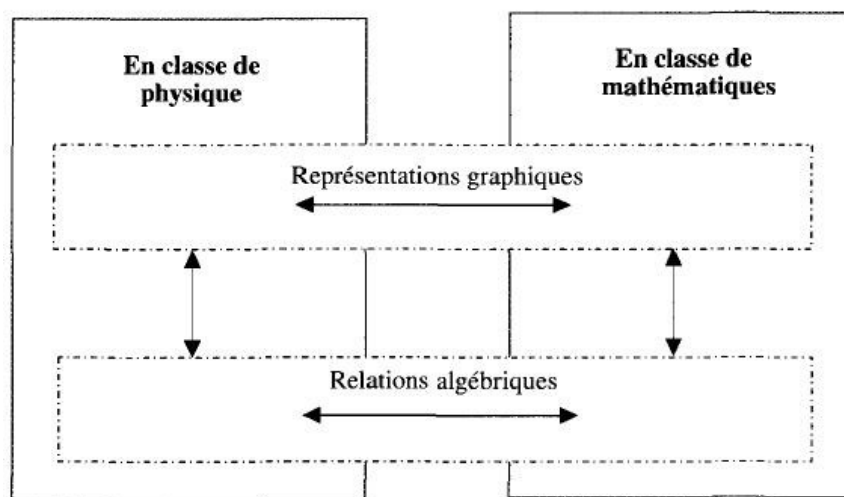 En classe de
physique
En classe de
mathématiques
Représentations graphiques
Relations algébriques